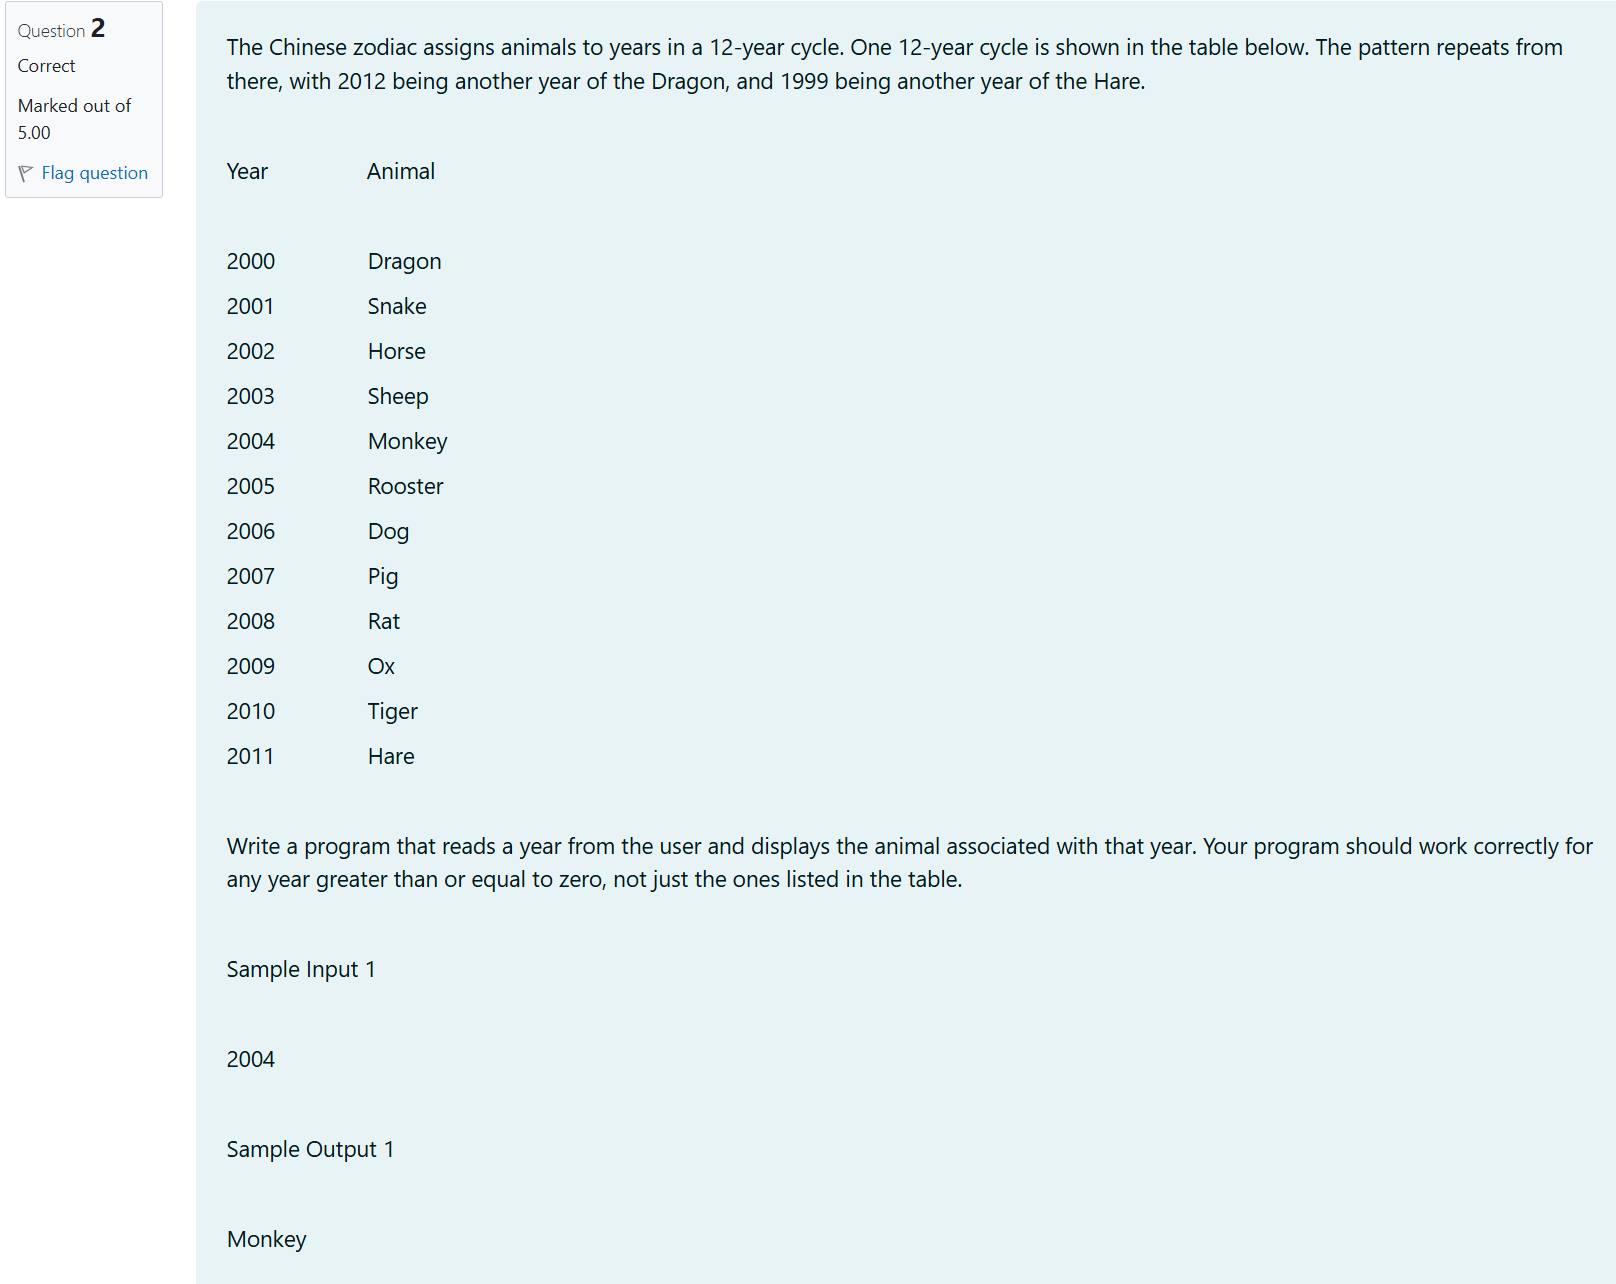 Question 2
Correct
Marked out of
5.00
Flag question
The Chinese zodiac assigns animals to years in a 12-year cycle. One 12-year cycle is shown in the table below. The pattern repeats from
there, with 2012 being another year of the Dragon, and 1999 being another year of the Hare.
Year Animal
2000 Dragon
2001 Snake
2002 Horse
2003 Sheep
2004 Monkey
2005 Rooster
2006 Dog
2007 Pig
2008 Rat
2009 Ox
2010 Tiger
2011 Hare
Write a program that reads a year from the user and displays the animal associated with that year. Your program should work correctly for
any year greater than or equal to zero, not just the ones listed in the table.
Sample Input 1
2004
Sample Output 1
Monkey